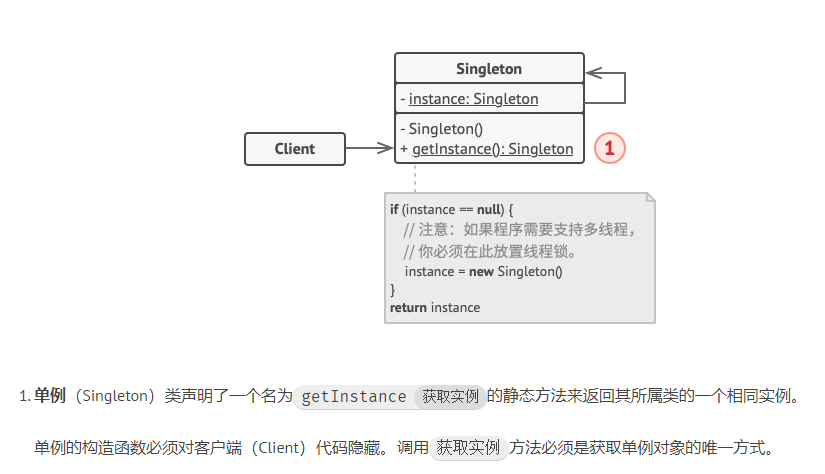 Singleton
- instance: Singleton
- Singleton()
+ getInstance(): Singleton
Client
1
if (instance == null) {
// 注意：如果程序需要支持多线程，
// 你必须在此放置线程锁。
instance = new Singleton()
}
return instance
1. 单例（Singleton）类声明了一个名为 getInstance 获取实例 的静态方法来返回其所属类的一个相同实例。
单例的构造函数必须对客户端（Client）代码隐藏。调用 获取实例 方法必须是获取单例对象的唯一方式。